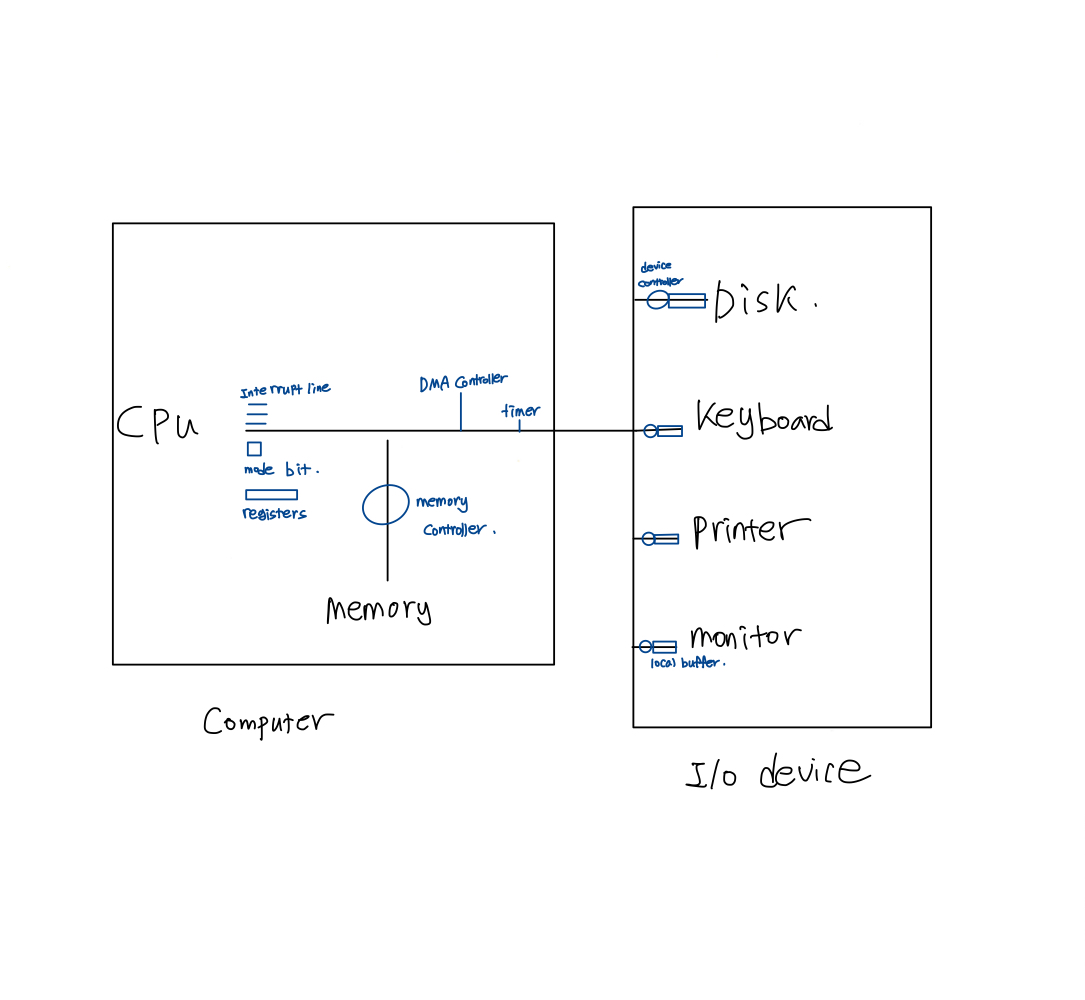 device
controller
Disk.
Interrupt line
DMA Controller
timer
CPU
Keyboard
mode bit.
registers
memory
Controller.
Printer
Memory
monitor
local buffer.
Computer
I/O device